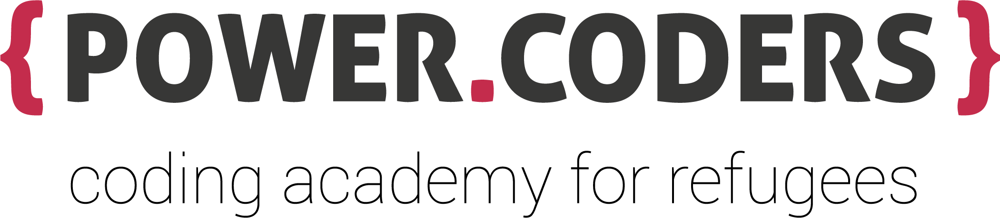 {POWER.CODERS}
coding academy for refugees